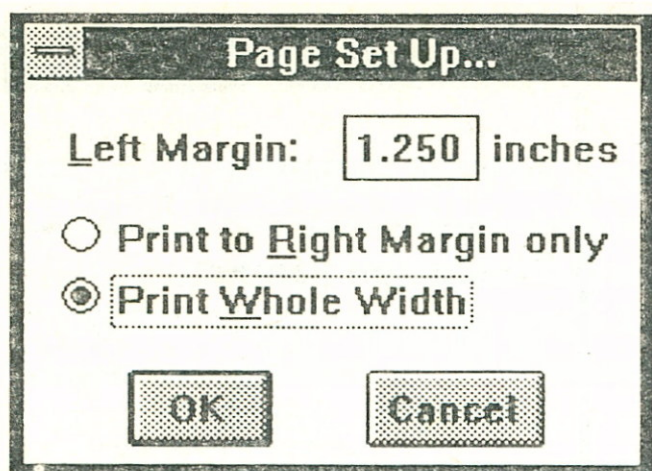 Page Set Up...
Left Margin: 1.250 inches
Print to Right Margin only
Print Whole Width
OK Cancel